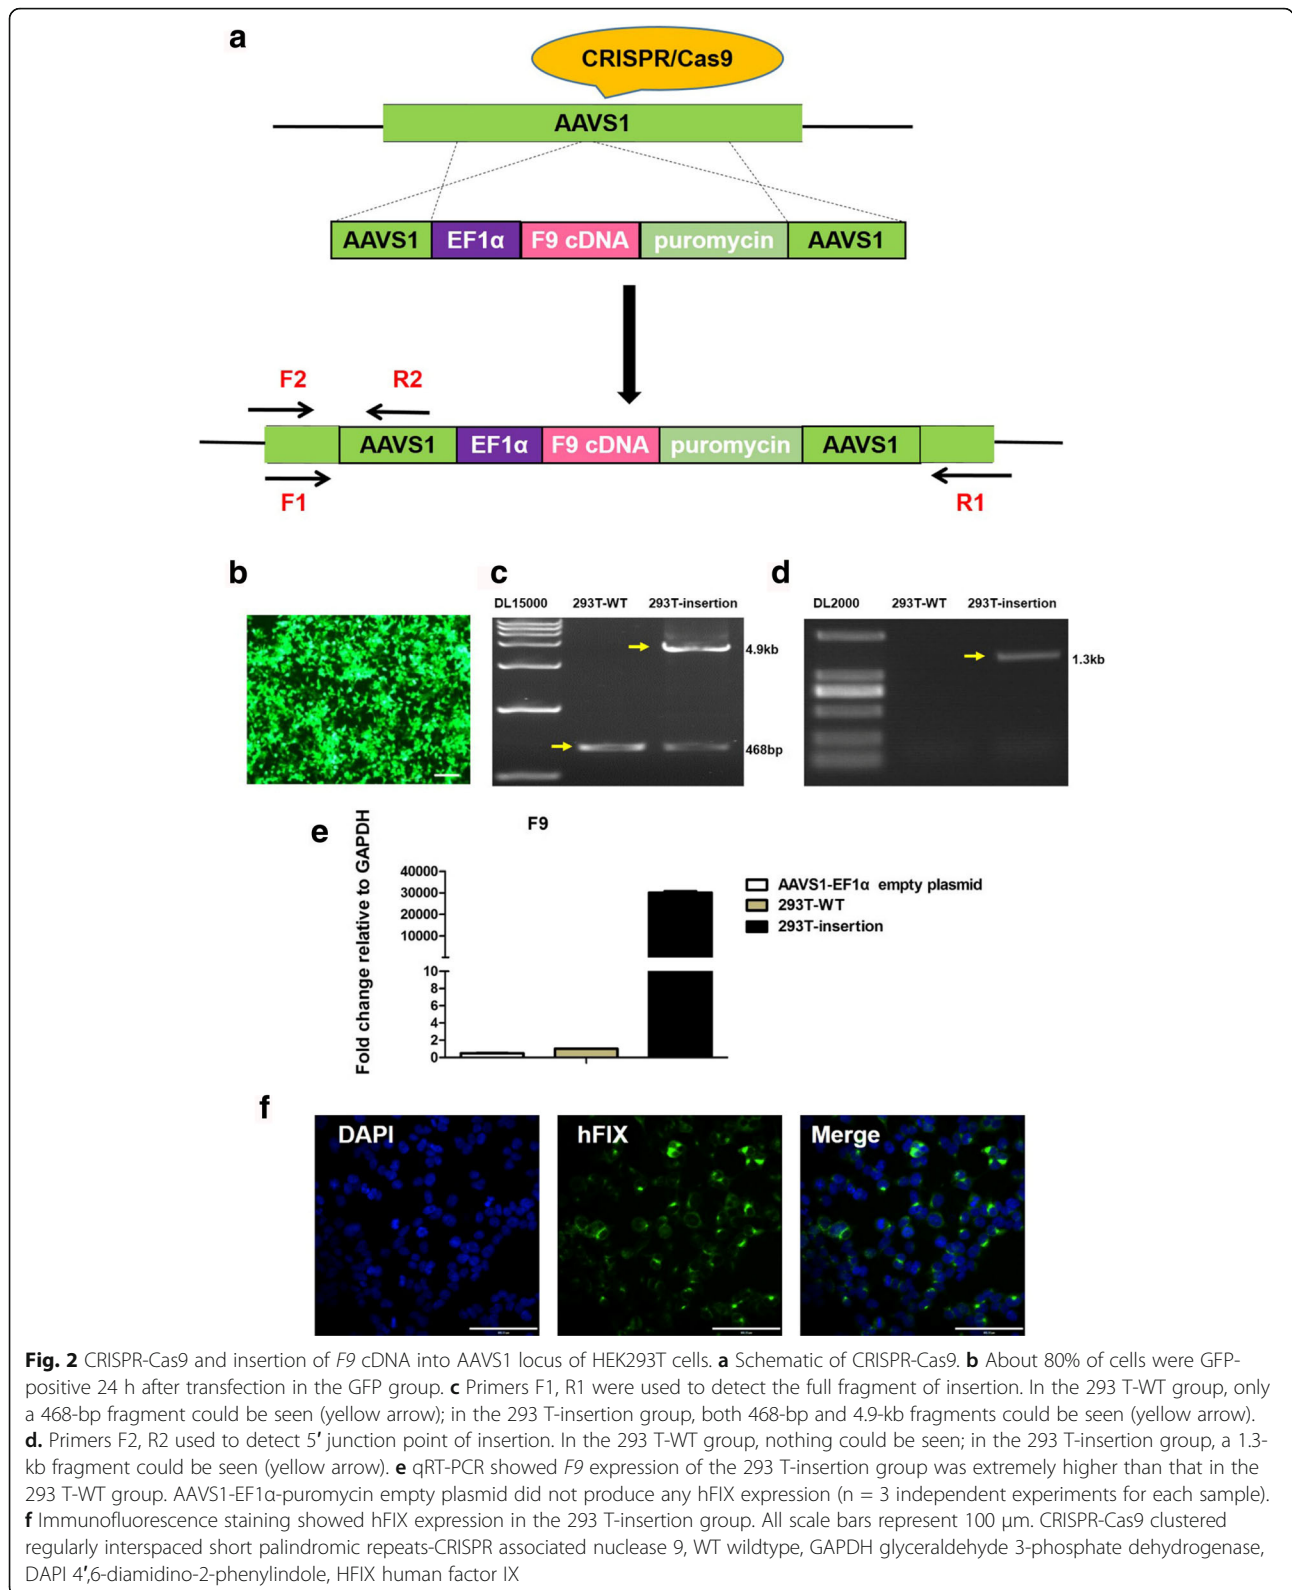 a
CRISPR/Cas9
AAVS1
AAVS1 EF1α F9 cDNA puromycin AAVS1
F2 R2
AAVS1 EF1α F9 cDNA puromycin AAVS1
F1 R1
b
c
DL15000 293T-WT 293T-insertion
4.9kb
468bp
d
DL2000 293T-WT 293T-insertion
1.3kb
e
F9
Fold change relative to GAPDH
40000
30000
20000
10000
10
8
6
4
2
0
AAVS1-EF1α empty plasmid
293T-WT
293T-insertion
f
DAPI hFIX Merge
Fig. 2 CRISPR-Cas9 and insertion of F9 cDNA into AAVS1 locus of HEK293T cells. a Schematic of CRISPR-Cas9. b About 80% of cells were GFP-
positive 24 h after transfection in the GFP group. c Primers F1, R1 were used to detect the full fragment of insertion. In the 293 T-WT group, only
a 468-bp fragment could be seen (yellow arrow); in the 293 T-insertion group, both 468-bp and 4.9-kb fragments could be seen (yellow arrow).
d. Primers F2, R2 used to detect 5′ junction point of insertion. In the 293 T-WT group, nothing could be seen; in the 293 T-insertion group, a 1.3-
kb fragment could be seen (yellow arrow). e qRT-PCR showed F9 expression of the 293 T-insertion group was extremely higher than that in the
293 T-WT group. AAVS1-EF1α-puromycin empty plasmid did not produce any hFIX expression (n = 3 independent experiments for each sample).
f Immunofluorescence staining showed hFIX expression in the 293 T-insertion group. All scale bars represent 100 μm. CRISPR-Cas9 clustered
regularly interspaced short palindromic repeats-CRISPR associated nuclease 9, WT wildtype, GAPDH glyceraldehyde 3-phosphate dehydrogenase,
DAPI 4′,6-diamidino-2-phenylindole, HFIX human factor IX